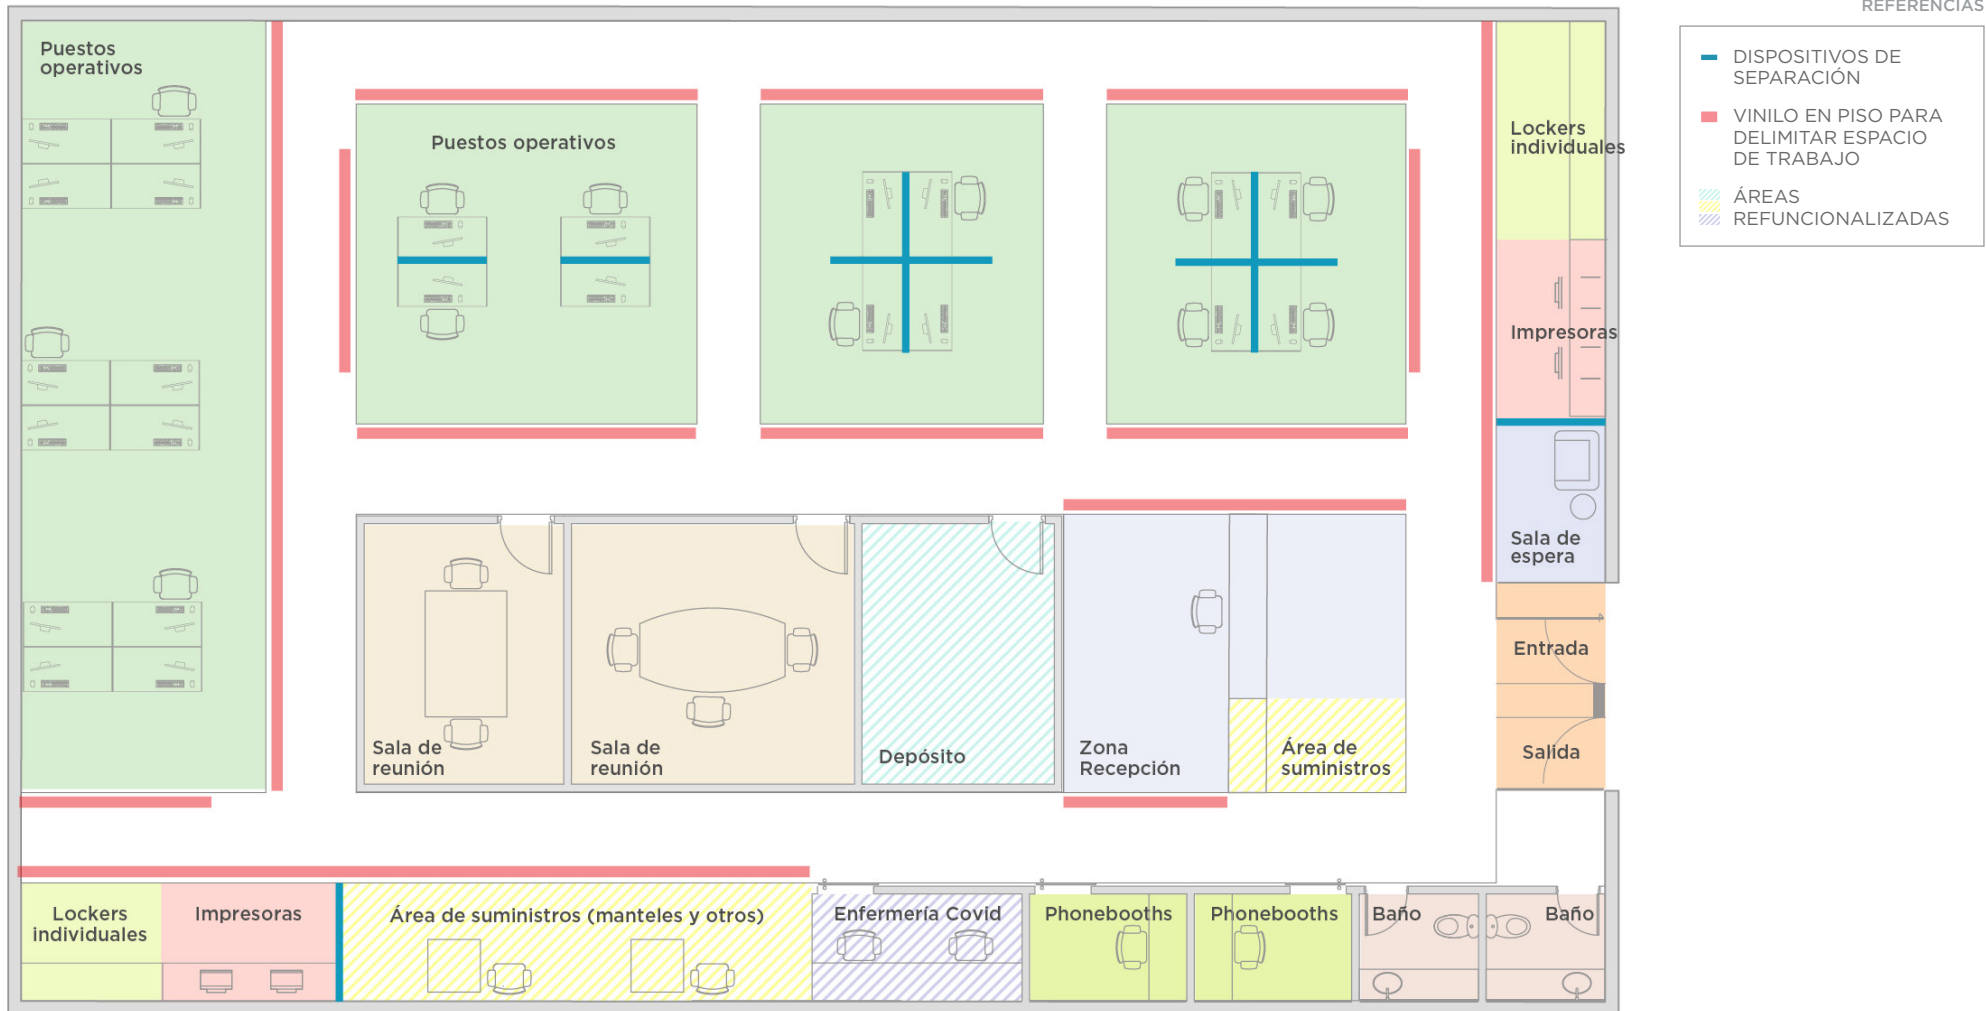 REFERENCIAS
DISPOSITIVOS DE
SEPARACIÓN
VINILO EN PISO PARA
DELIMITAR ESPACIO
DE TRABAJO
ÁREAS
REFUNCIONALIZADAS
Puestos
operativos
Puestos operativos
Lockers
individuales
Impresoras
Sala de
espera
Entrada
Salida
Sala de
reunión
Sala de
reunión
Depósito
Zona
Recepción
Área de
suministros
Lockers
individuales
Impresoras
Área de suministros (manteles y otros)
Enfermería Covid
Phonebooths
Phonebooths
Baño
Baño